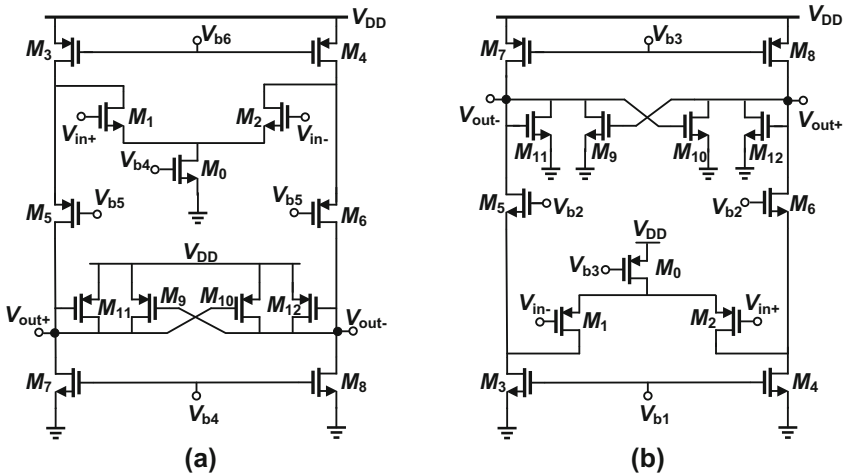 VDD
Vb6
M3
M4
M1
M2
Vin+
Vin-
Vb4
M0
Vb5
Vb5
M5
M6
VDD
M11
M9
M10
M12
Vout+
Vout-
M7
M8
Vb4
(a)
VDD
Vb3
M7
M8
Vout-
Vout+
M11
M9
M10
M12
M5
Vb2
Vb2
M6
VDD
Vb3
M0
Vin-
Vin+
M1
M2
M3
M4
Vb1
(b)